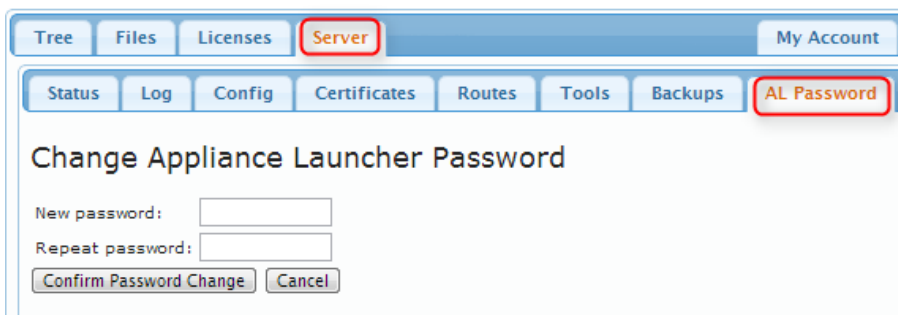 Tree Files Licenses Server My Account
Status Log Config Certificates Routes Tools Backups AL Password
Change Appliance Launcher Password
New password:
Repeat password:
Confirm Password Change Cancel